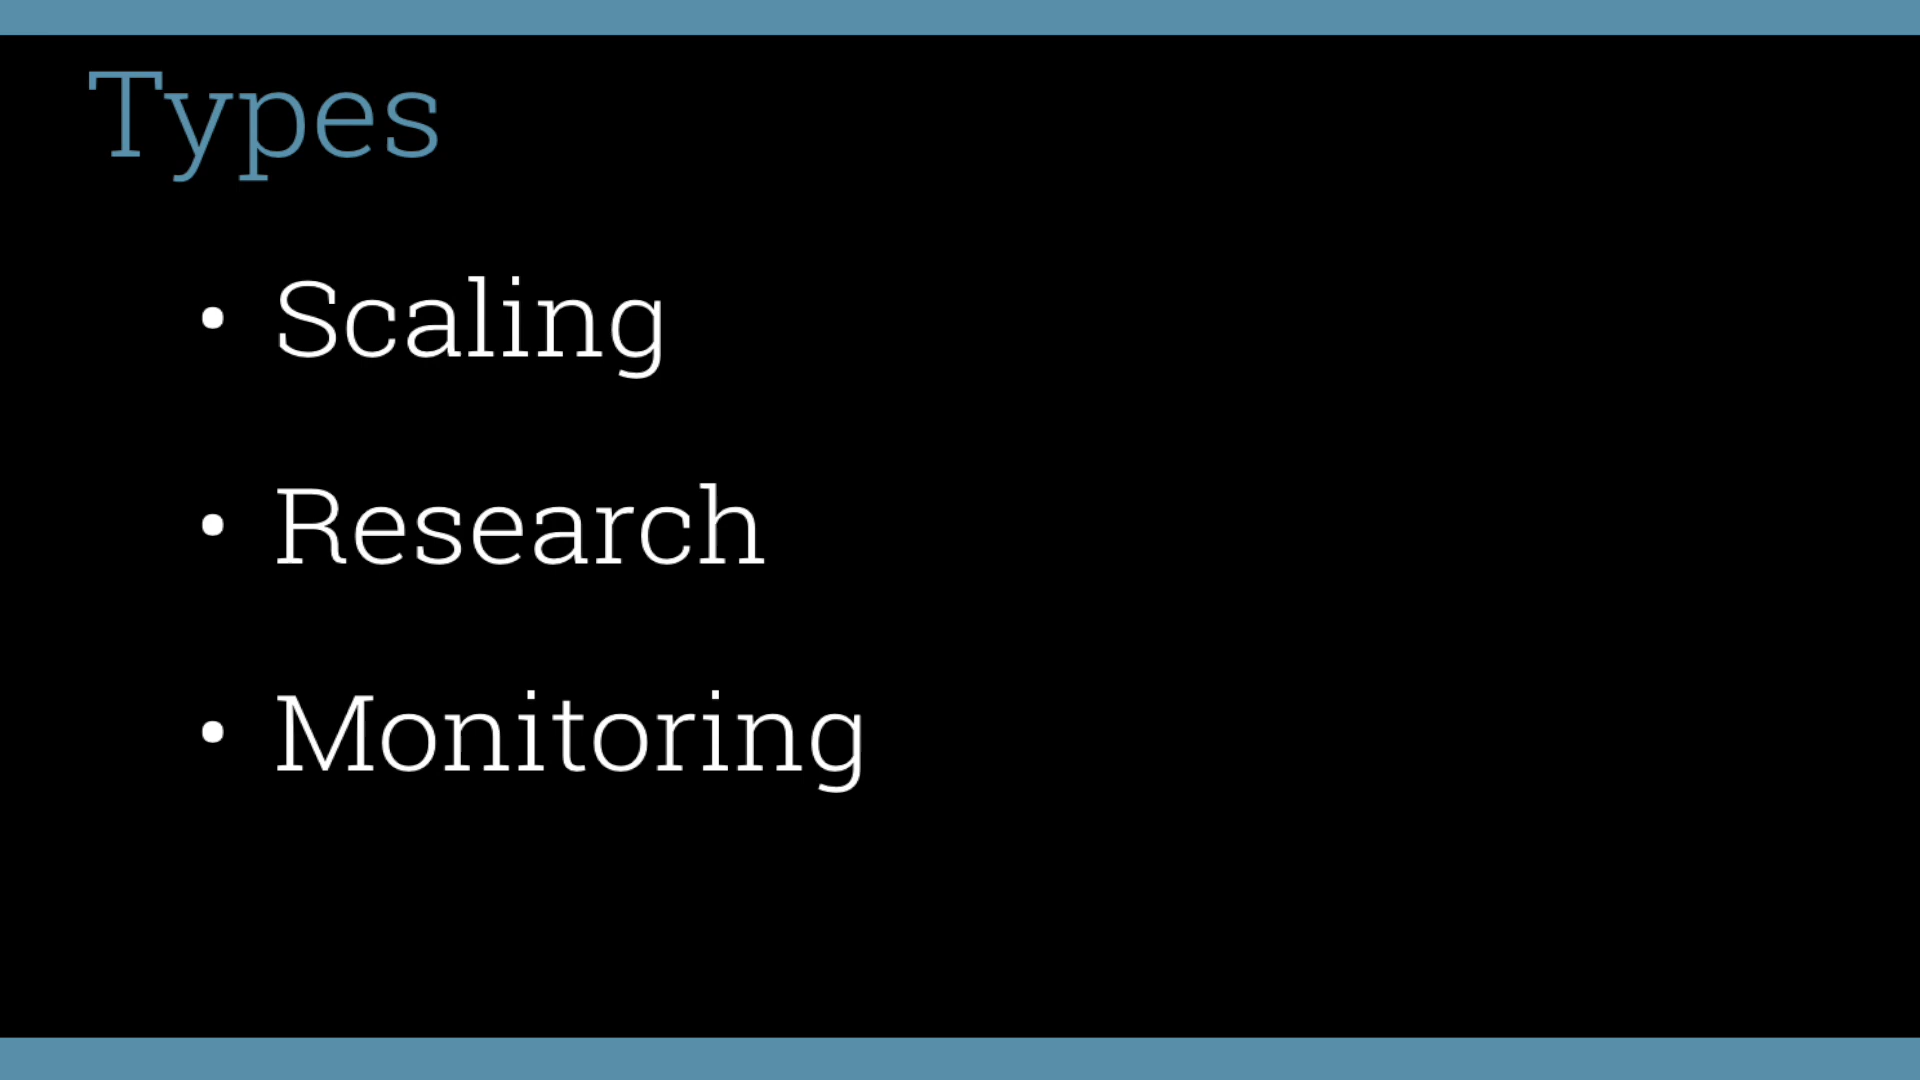 Types
• Scaling
• Research
• Monitoring